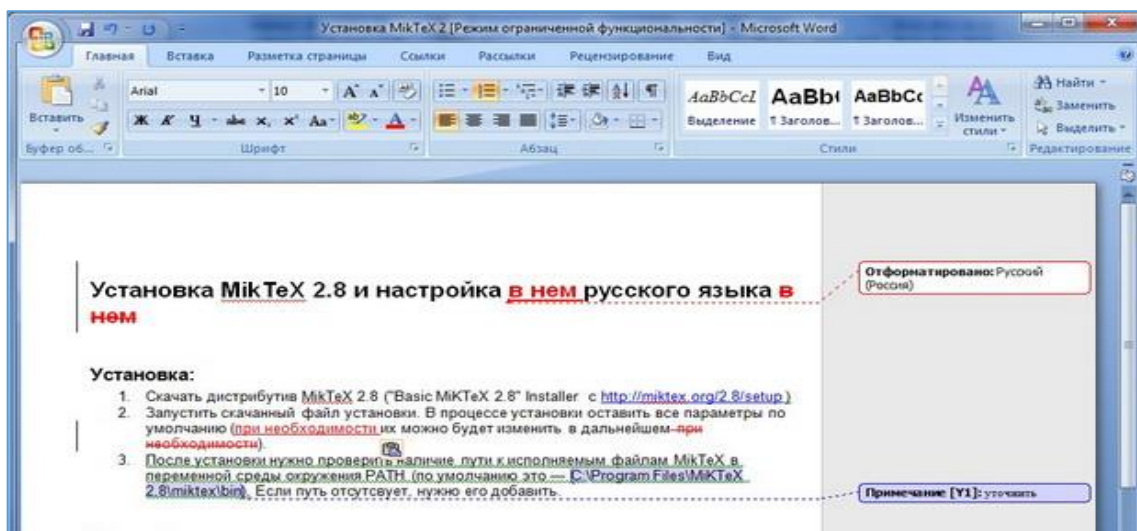 Установка MikTeX 2 [Режим ограниченной функциональности] - Microsoft Word
Главная Вставка Разметка страницы Ссылки Рассылки Рецензирование Вид
Arial 10
Найти
Заменить
Выделить
Вставить
Ж К Ч abc x, x² Aa ab A
AaBbCcI AaBb( AaBbCc
Выделение ¶ Заголов... ¶ Заголов...
Изменить стили
Буфер об... Шрифт Абзац Стили Редактирование
Отформатировано: Русский (Россия)
Установка MikTeX 2.8 и настройка в нем русского языка в
нем
Установка:
1. Скачать дистрибутив MikTeX 2.8 ("Basic MiKTeX 2.8" Installer с http://miktex.org/2.8/setup )
2. Запустить скачанный файл установки. В процессе установки оставить все параметры по
умолчанию (при необходимости их можно будет изменить в дальнейшем при
необходимости).
3. После установки нужно проверить наличие пути к исполняемым файлам MikTeX в
переменной среды окружения PATH (по умолчанию это — C:\Program Files\MiKTeX
2.8\miktex\bin). Если путь отсутсвует, нужно его добавить.
Примечание [Y1]: уточнить